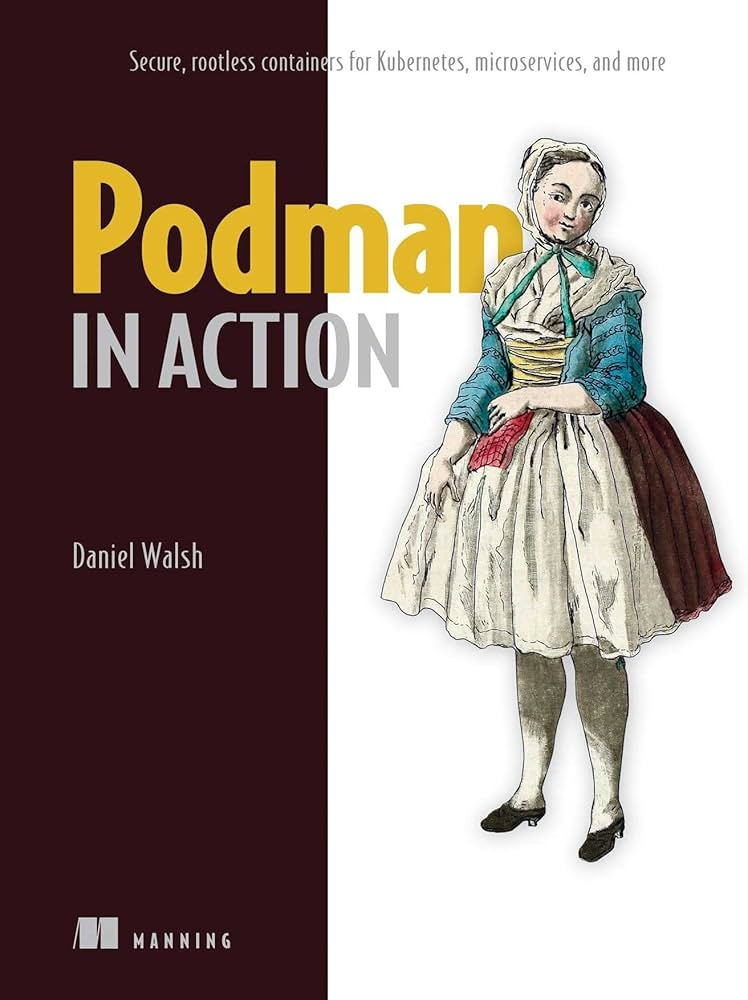 Secure, rootless containers for Kubernetes, microservices, and more
Podman
IN ACTION
Daniel Walsh
MANNING